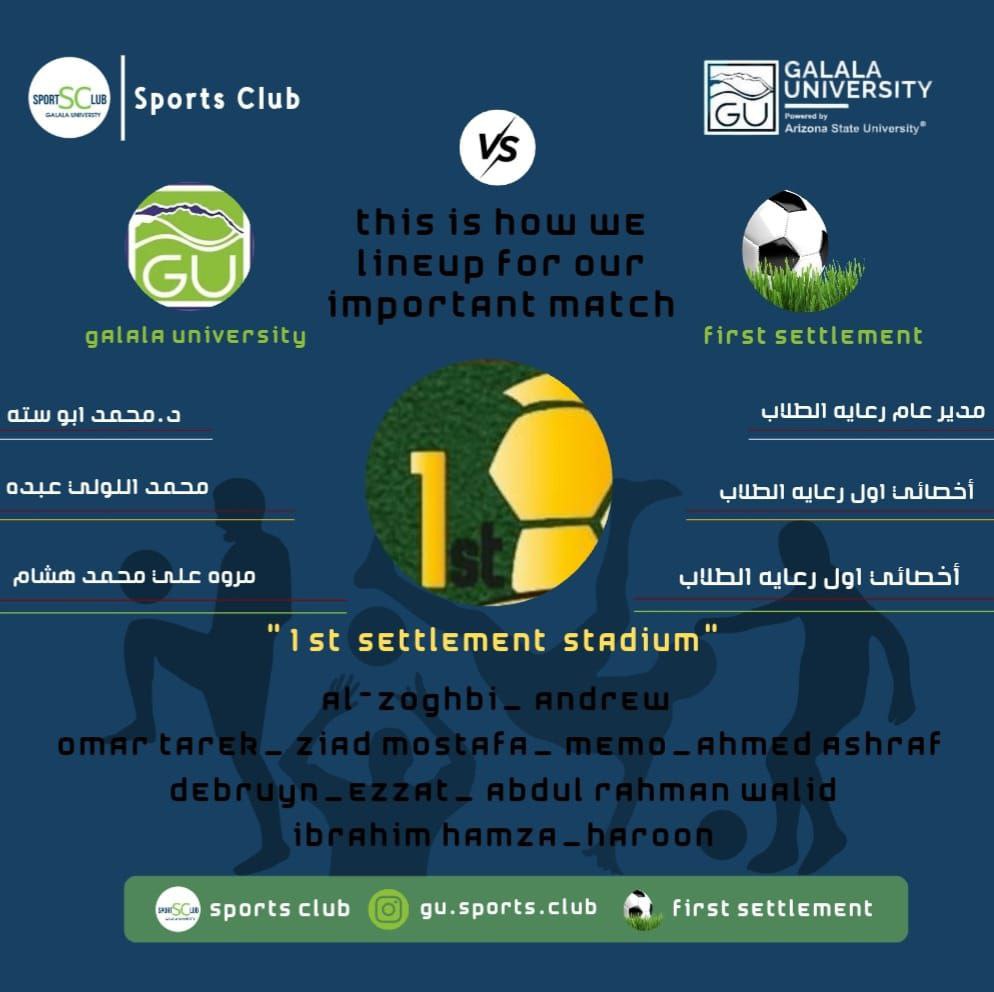 SPORT SC LUB
GALALA UNIVERSITY
Sports Club
GALALA
UNIVERSITY
GU
Powered by
Arizona State University®
VS
this is how we
lineup for our
important match
GU
galala university
first settlement
د.محمد ابو سته
مدير عام رعايه الطلاب
محمد اللولي عبده
أخصائي اول رعايه الطلاب
مروه علي محمد هشام
أخصائي اول رعايه الطلاب
1st
"1st settlement stadium"
Al-zoghbi_ Andrew
omar tarek_ ziad mostafa_ memo_Ahmed Ashraf
debruyn_ezzat_ Abdul rahman walid
ibrahim hamza_haroon
SPORT SC LUB
sports club
gu.sports.club
first settlement